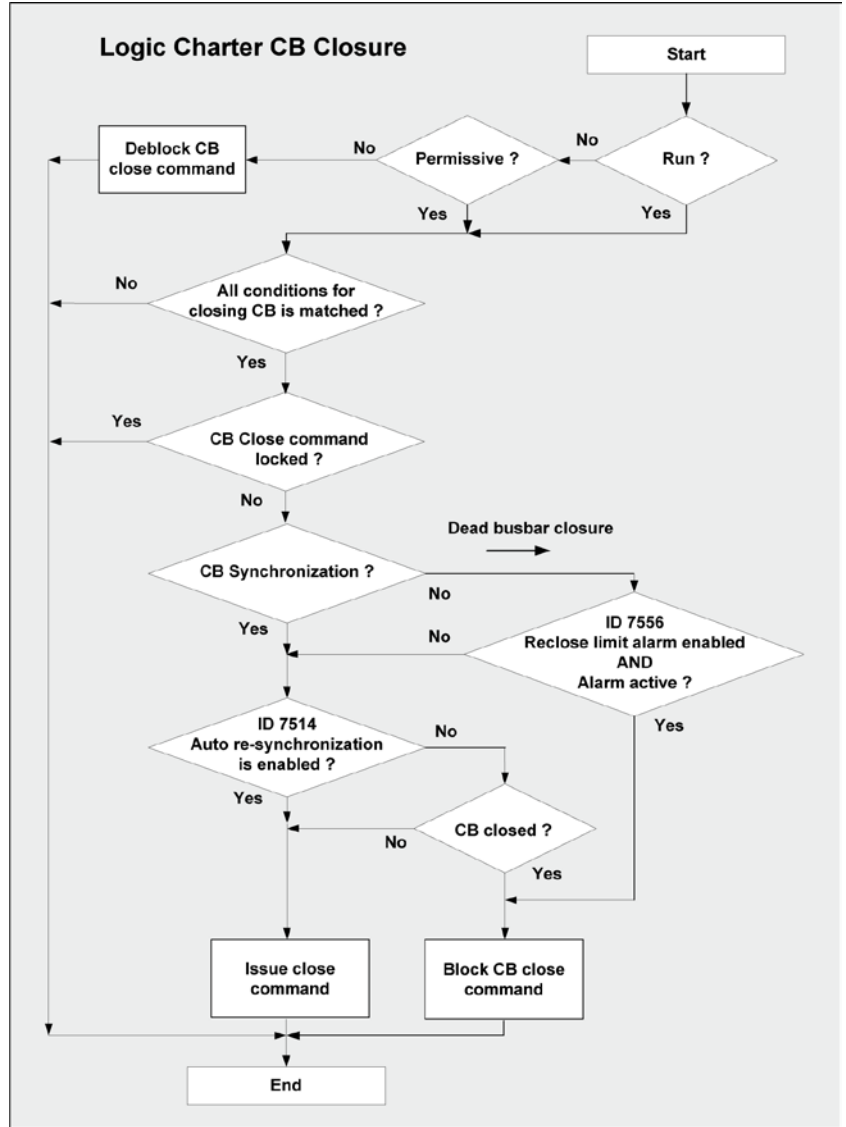 Logic Charter CB Closure
Start
Deblock CB
close command
No
Permissive ?
No
Run ?
Yes
Yes
No
All conditions for
closing CB is matched ?
Yes
Yes
CB Close command
locked ?
No
Dead busbar closure
CB Synchronization ?
No
Yes
No
ID 7556
Reclose limit alarm enabled
AND
Alarm active ?
Yes
ID 7514
Auto re-synchronization
is enabled ?
No
Yes
CB closed ?
No
Yes
Issue close
command
Block CB close
command
End